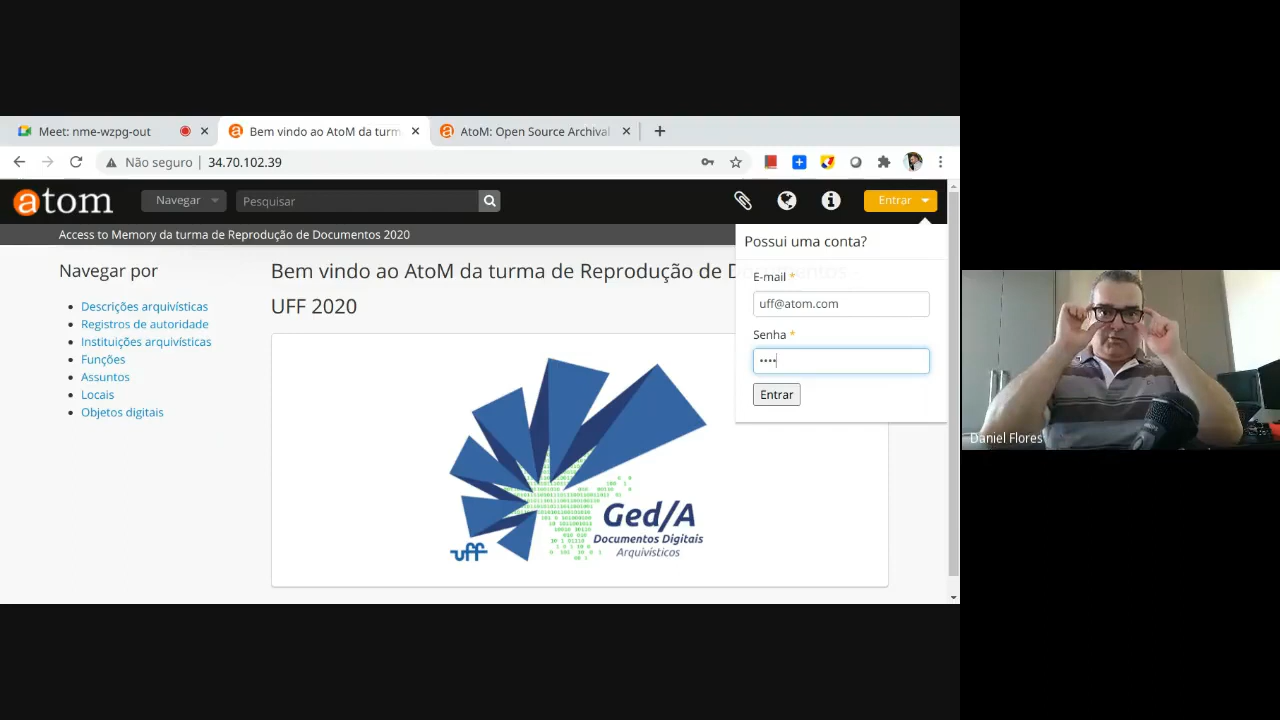 Meet: nme-wzpg-out
Bem vindo ao AtoM da turm
AtoM: Open Source Archival
Não seguro
34.70.102.39
atom
Navegar
Pesquisar
Entrar
Access to Memory da turma de Reprodução de Documentos 2020
Possui uma conta?
E-mail *
uff@atom.com
Senha *
••••
Entrar
Navegar por
Descrições arquivísticas
Registros de autoridade
Instituições arquivísticas
Funções
Assuntos
Locais
Objetos digitais
Bem vindo ao AtoM da turma de Reprodução de Documentos -
UFF 2020
Ged/A
Documentos Digitais
Arquivísticos
uff
Daniel Flores